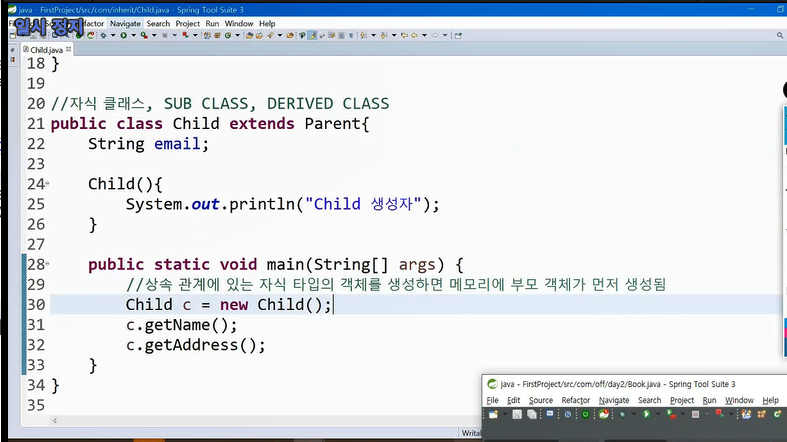 java - FirstProject/src/com/inherit/Child.java - Spring Tool Suite 3
일시 정지
Refactor Navigate Search Project Run Window Help
Child.java
18 }
19
20 //자식 클래스, SUB CLASS, DERIVED CLASS
21 public class Child extends Parent{
22 String email;
23
24 Child(){
25 System.out.println("Child 생성자");
26 }
27
28 public static void main(String[] args) {
29 //상속 관계에 있는 자식 타입의 객체를 생성하면 메모리에 부모 객체가 먼저 생성됨
30 Child c = new Child();
31 c.getName();
32 c.getAddress();
33 }
34 }
35
java - FirstProject/src/com/off/day2/Book.java - Spring Tool Suite 3
File Edit Source Refactor Navigate Search Project Run Window Help